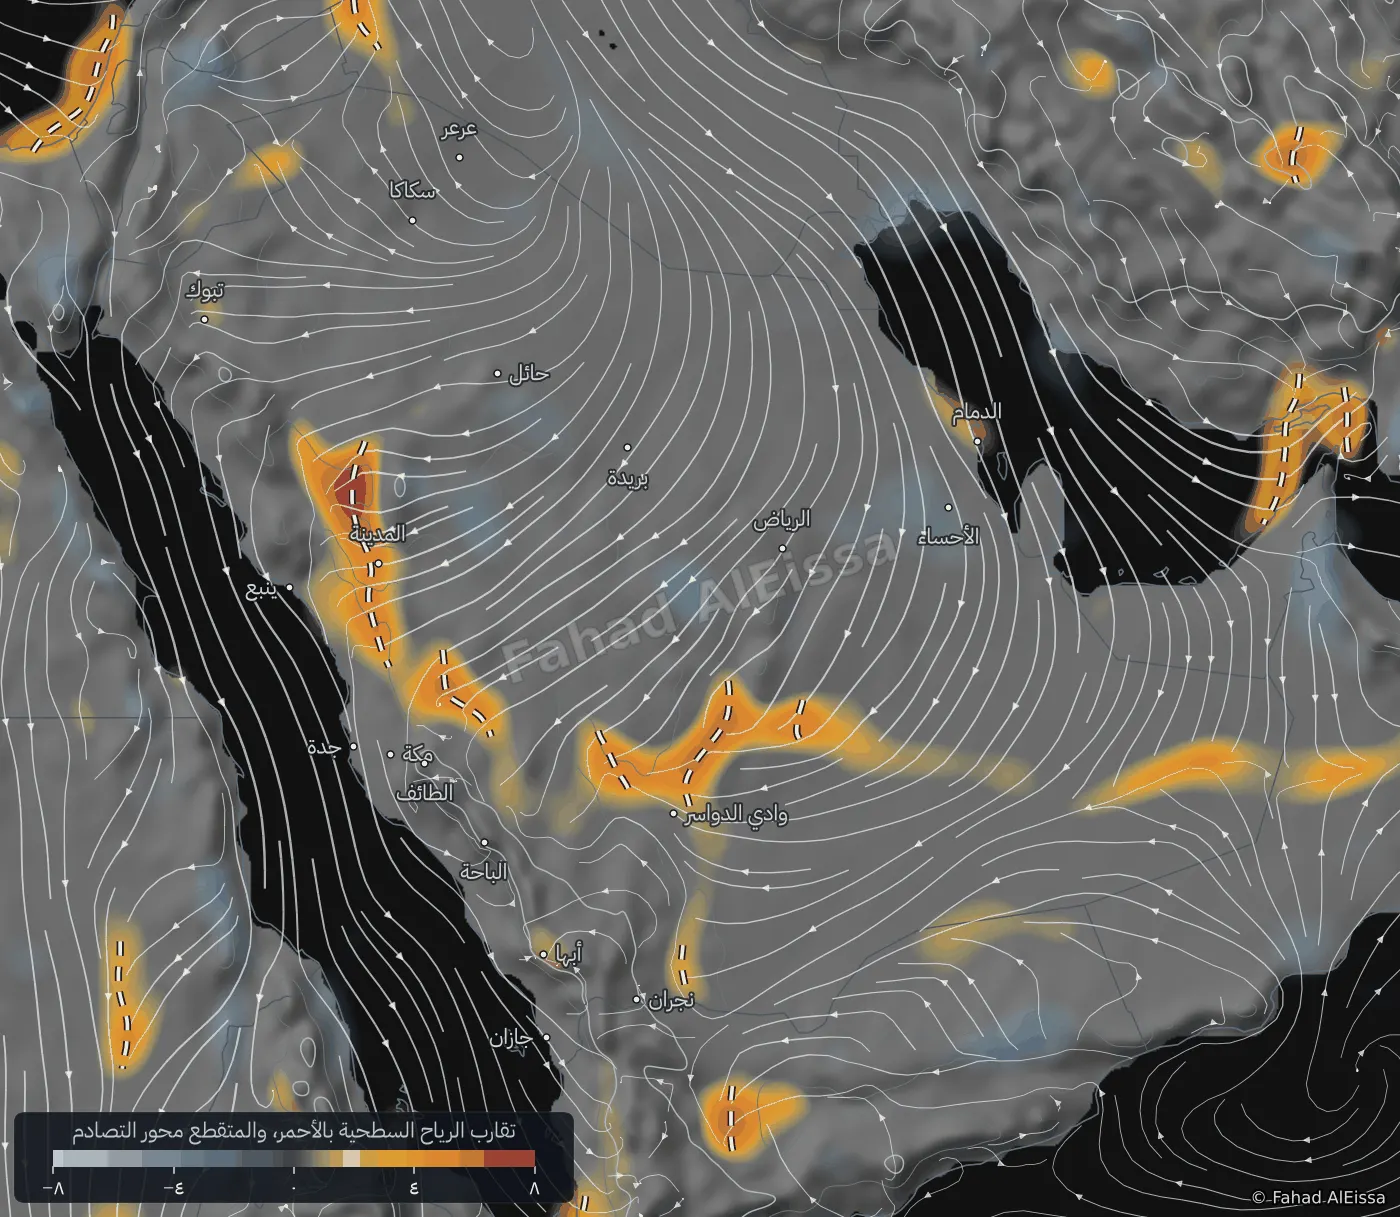 عرعر
سكاكا
تبوك
حائل
الدمام
بريدة
الرياض
الأحساء
المدينة
ينبع
Fahad AlEissa
جدة
مكة
الطائف
وادي الدواسر
الباحة
أبها
نجران
جازان
تقارب الرياح السطحية بالأحمر، والمتقطع محور التصادم
−٨ −٤ ٠ ٤ ٨
© Fahad AlEissa